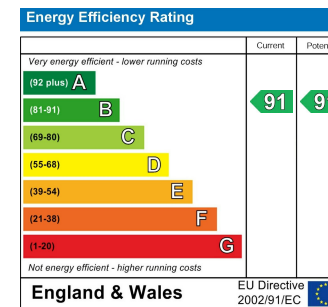 Energy Efficiency Rating
Current
Very energy efficient - lower running costs
(92 plus) A
(81-91) B
91
(69-80) C
(55-68) D
(39-54) E
(21-38) F
(1-20) G
Not energy efficient - higher running costs
England & Wales
EU Directive
2002/91/EC